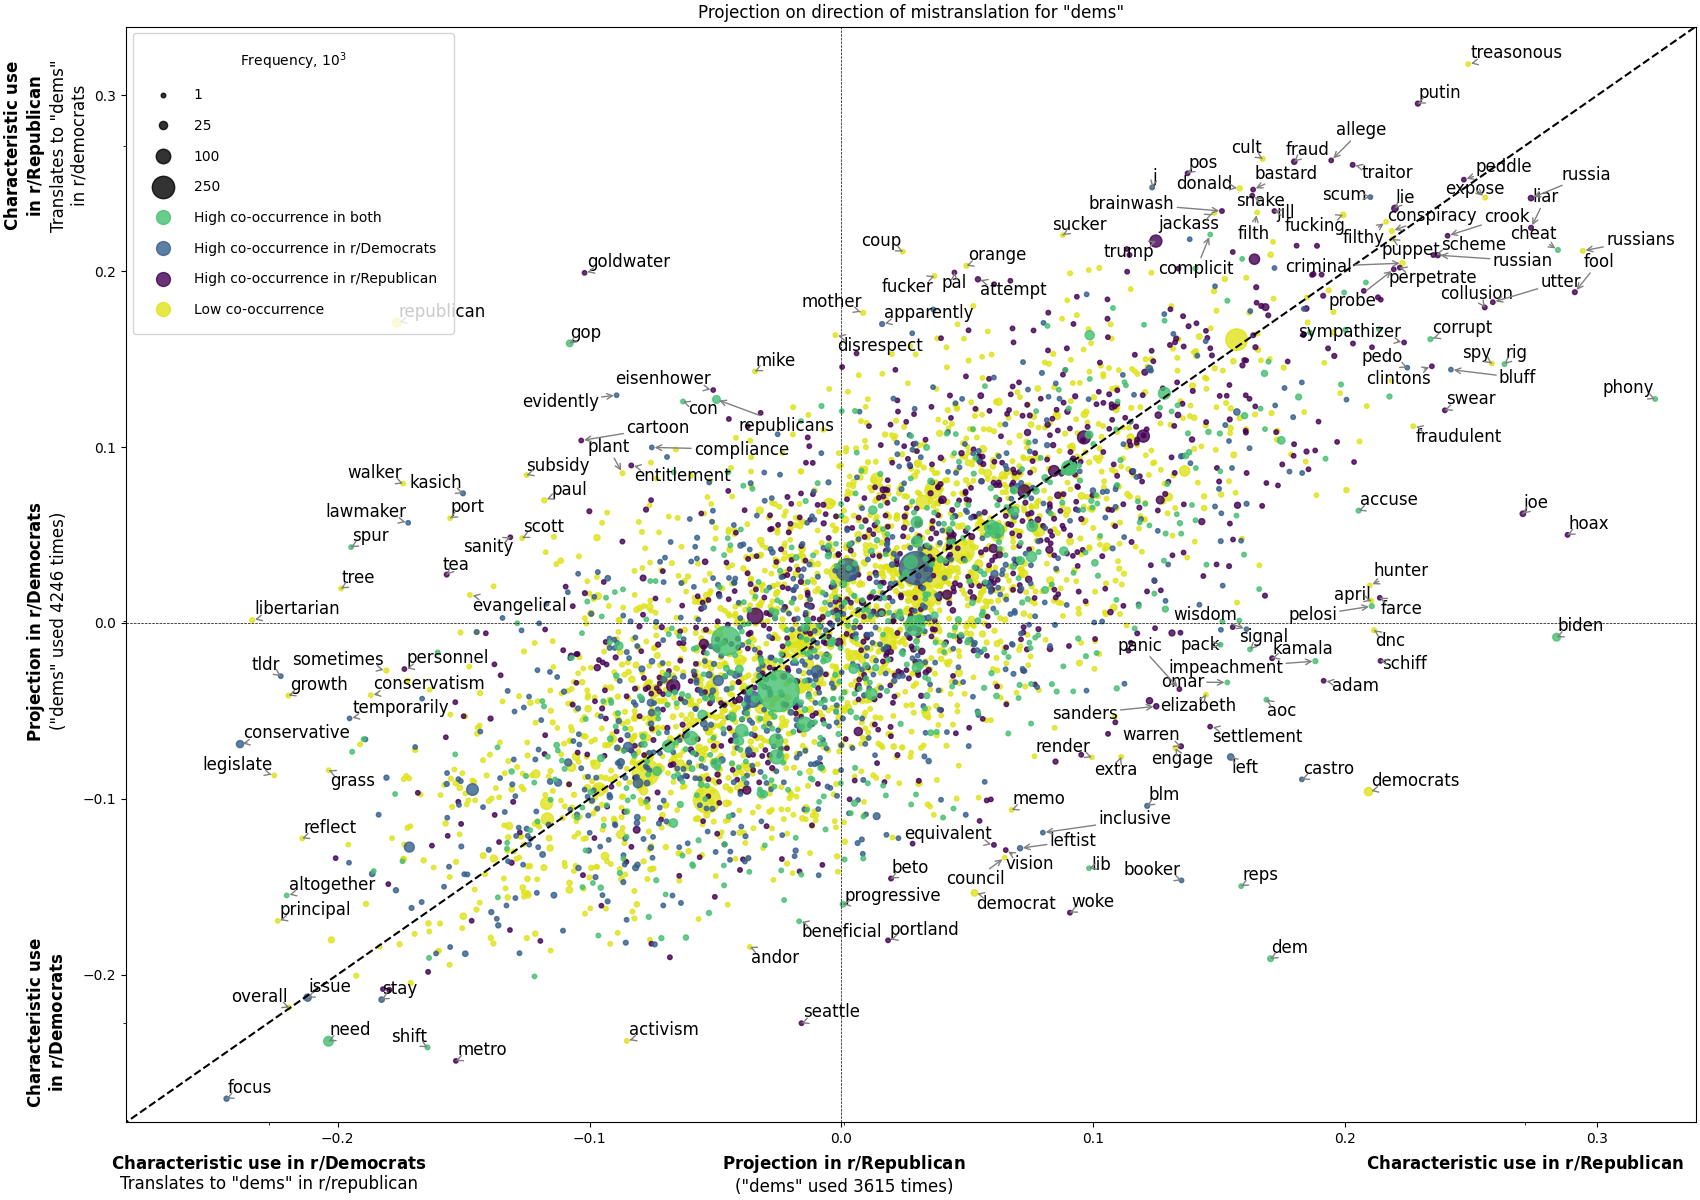 Projection on direction of mistranslation for "dems"
Characteristic use
in r/Republican
Translates to "dems"
in r/democrats
Projection in r/Democrats
("dems" used 4246 times)
Characteristic use
in r/Democrats
Frequency, 10³
1
25
100
250
High co-occurrence in both
High co-occurrence in r/Democrats
High co-occurrence in r/Republican
Low co-occurrence
0.3
0.2
0.1
0.0
−0.1
−0.2
treasonous
putin
allege
cult
fraud
pos
traitor
peddle
russia
j
donald
bastard
scum
lie
expose
liar
brainwash
snake
jill
conspiracy
crook
jackass
fucking
sucker
filth
filthy
cheat
coup
trump
puppet
scheme
russians
orange
complicit
criminal
russian
fool
goldwater
fucker
pal
attempt
perpetrate
utter
mother
probe
collusion
republican
apparently
gop
disrespect
sympathizer
corrupt
mike
pedo
spy
rig
eisenhower
clintons
bluff
phony
evidently
con
swear
cartoon
republicans
fraudulent
plant
compliance
walker
subsidy
entitlement
kasich
paul
accuse
joe
lawmaker
port
hoax
spur
scott
sanity
tree
tea
hunter
libertarian
evangelical
april
farce
wisdom
pelosi
biden
tldr
sometimes
personnel
panic
pack
signal
kamala
dnc
growth
conservatism
impeachment
schiff
omar
adam
temporarily
sanders
elizabeth
aoc
conservative
warren
settlement
legislate
grass
render
extra
engage
left
castro
democrats
reflect
memo
blm
inclusive
equivalent
leftist
altogether
beto
vision
lib
booker
reps
principal
council
progressive
democrat
woke
beneficial
portland
andor
dem
overall
issue
stay
seattle
need
shift
activism
metro
focus
−0.2
−0.1
0.0
0.1
0.2
0.3
Characteristic use in r/Democrats
Projection in r/Republican
Characteristic use in r/Republican
Translates to "dems" in r/republican
("dems" used 3615 times)